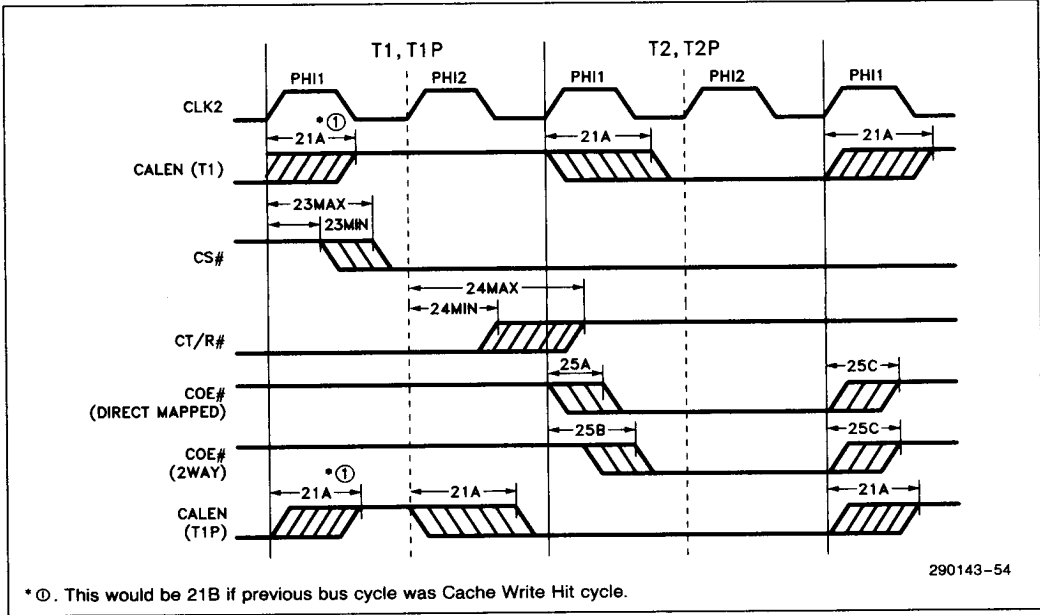 T1, T1P T2, T2P
PHI1 PHI2 PHI1 PHI2 PHI1
CLK2
*①
21A 21A 21A
CALEN (T1)
23MAX
23MIN
CS#
24MAX
24MIN
CT/R#
25A 25C
COE#
(DIRECT MAPPED)
25B 25C
COE#
(2WAY)
*①
21A 21A 21A
CALEN
(T1P)
290143–54
*①. This would be 21B if previous bus cycle was Cache Write Hit cycle.